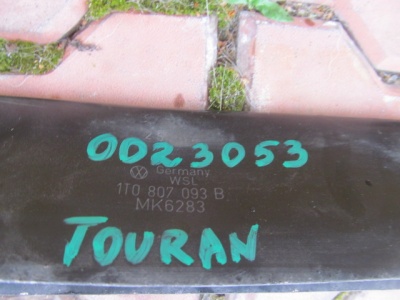 0023053
Germany
WSL
1T0 807 093 B
MK6283
TOURAN